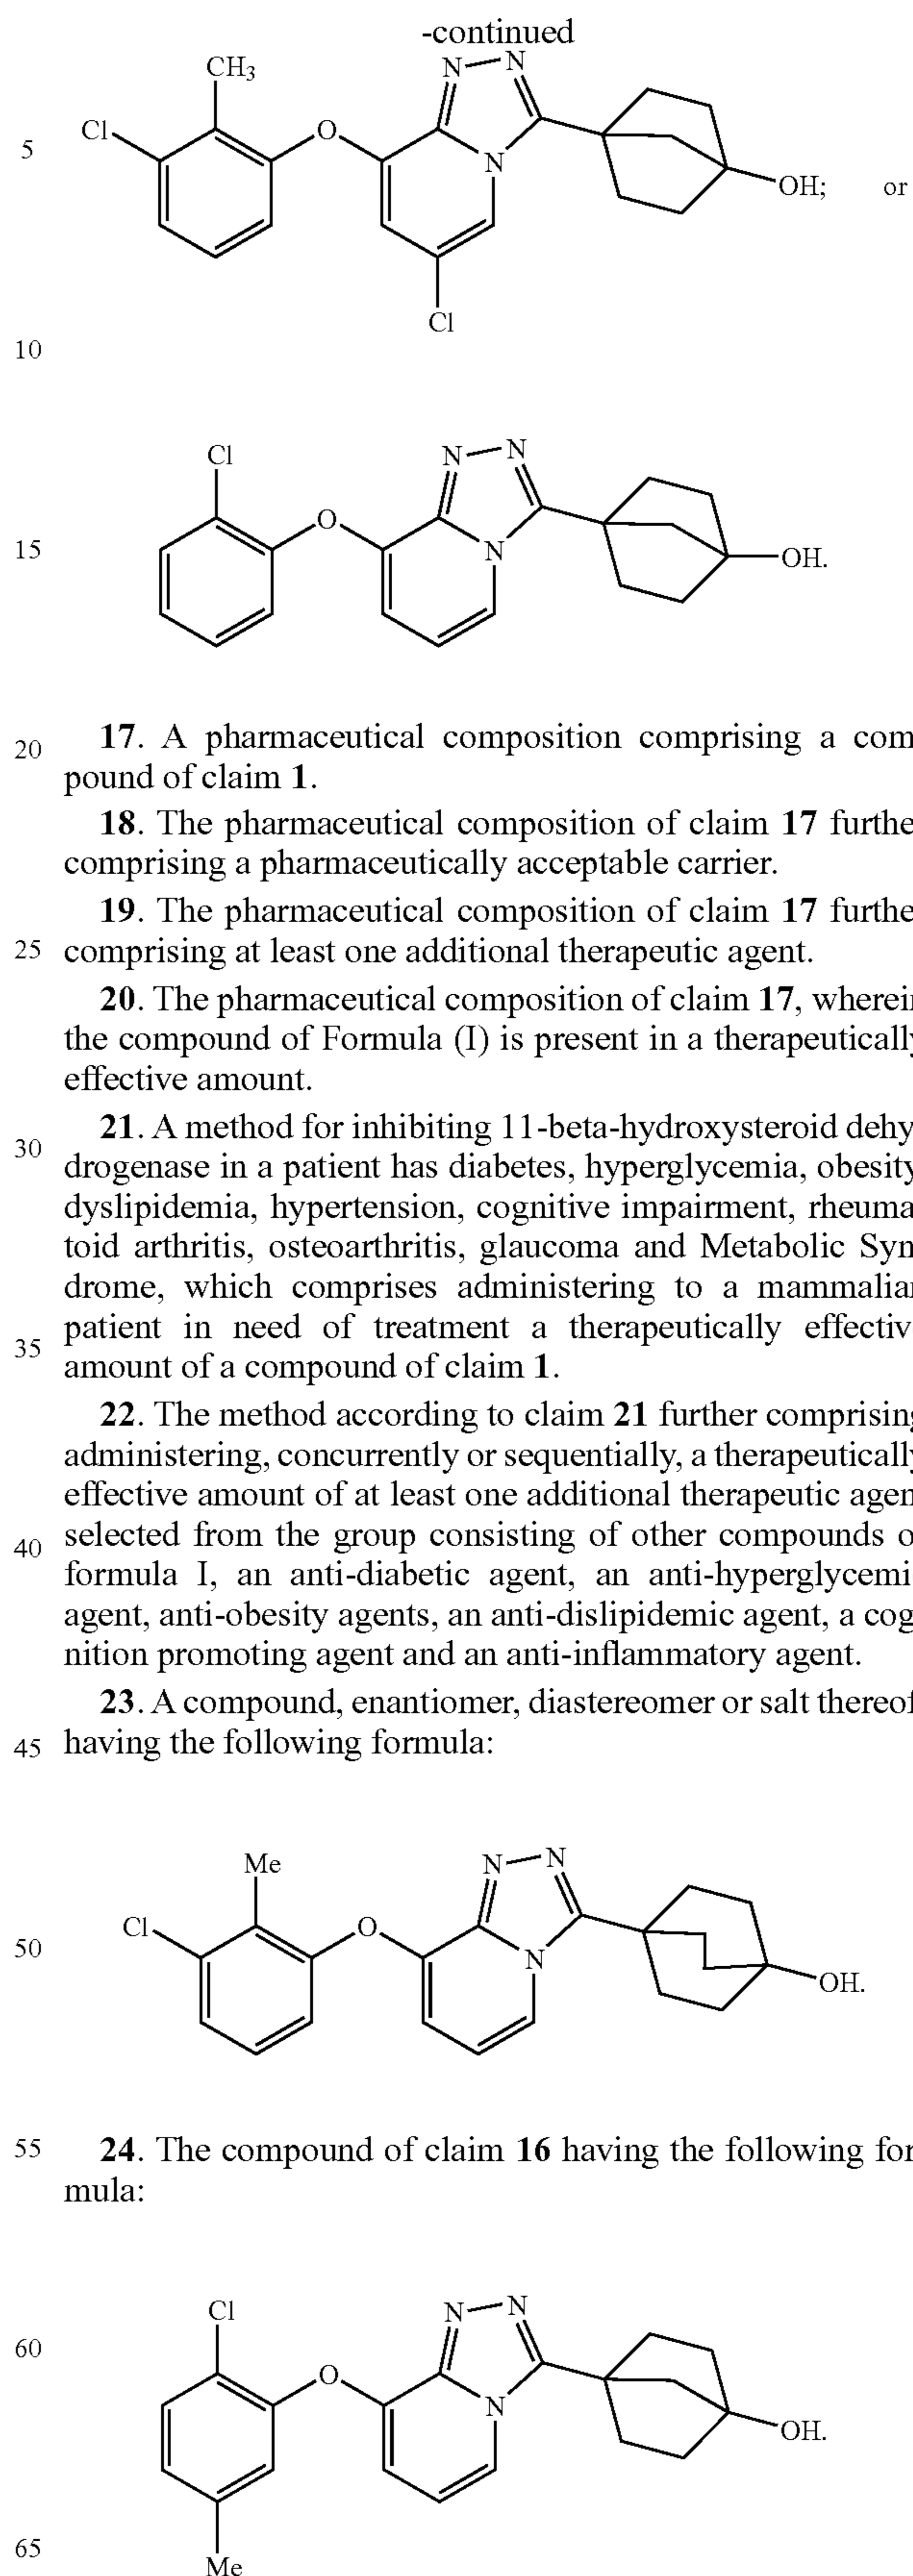 -continued
CH3
N N
Cl
O
5
N
OH; or
Cl
10
Cl
N N
O
15
N
OH.
20 17. A pharmaceutical composition comprising a com
pound of claim 1.
18. The pharmaceutical composition of claim 17 furthe
comprising a pharmaceutically acceptable carrier.
19. The pharmaceutical composition of claim 17 furthe
25 comprising at least one additional therapeutic agent.
20. The pharmaceutical composition of claim 17, wherein
the compound of Formula (I) is present in a therapeutically
effective amount.
30 21. A method for inhibiting 11-beta-hydroxysteroid dehy
drogenase in a patient has diabetes, hyperglycemia, obesity,
dyslipidemia, hypertension, cognitive impairment, rheuma
toid arthritis, osteoarthritis, glaucoma and Metabolic Syn
drome, which comprises administering to a mammalian
35 patient in need of treatment a therapeutically effectiv
amount of a compound of claim 1.
22. The method according to claim 21 further comprising
administering, concurrently or sequentially, a therapeutically
effective amount of at least one additional therapeutic agen
40 selected from the group consisting of other compounds o
formula I, an anti-diabetic agent, an anti-hyperglycemi
agent, anti-obesity agents, an anti-dislipidemic agent, a cog
nition promoting agent and an anti-inflammatory agent.
23. A compound, enantiomer, diastereomer or salt thereof
45 having the following formula:
Me
N N
Cl
O
50
N
OH.
55 24. The compound of claim 16 having the following for
mula:
Cl
N N
60
O
N
OH.
65
Me